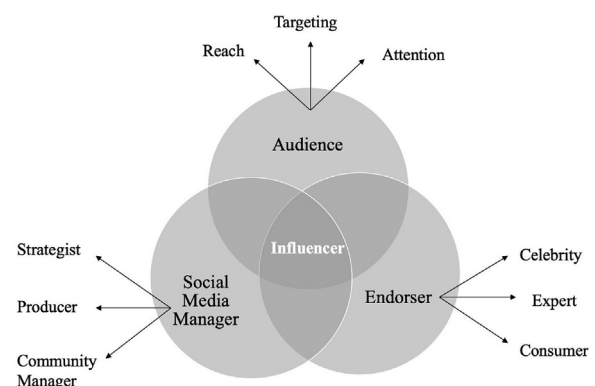 Targeting
Reach
Attention
Audience
Influencer
Strategist
Producer
Community
Manager
Social
Media
Manager
Endorser
Celebrity
Expert
Consumer